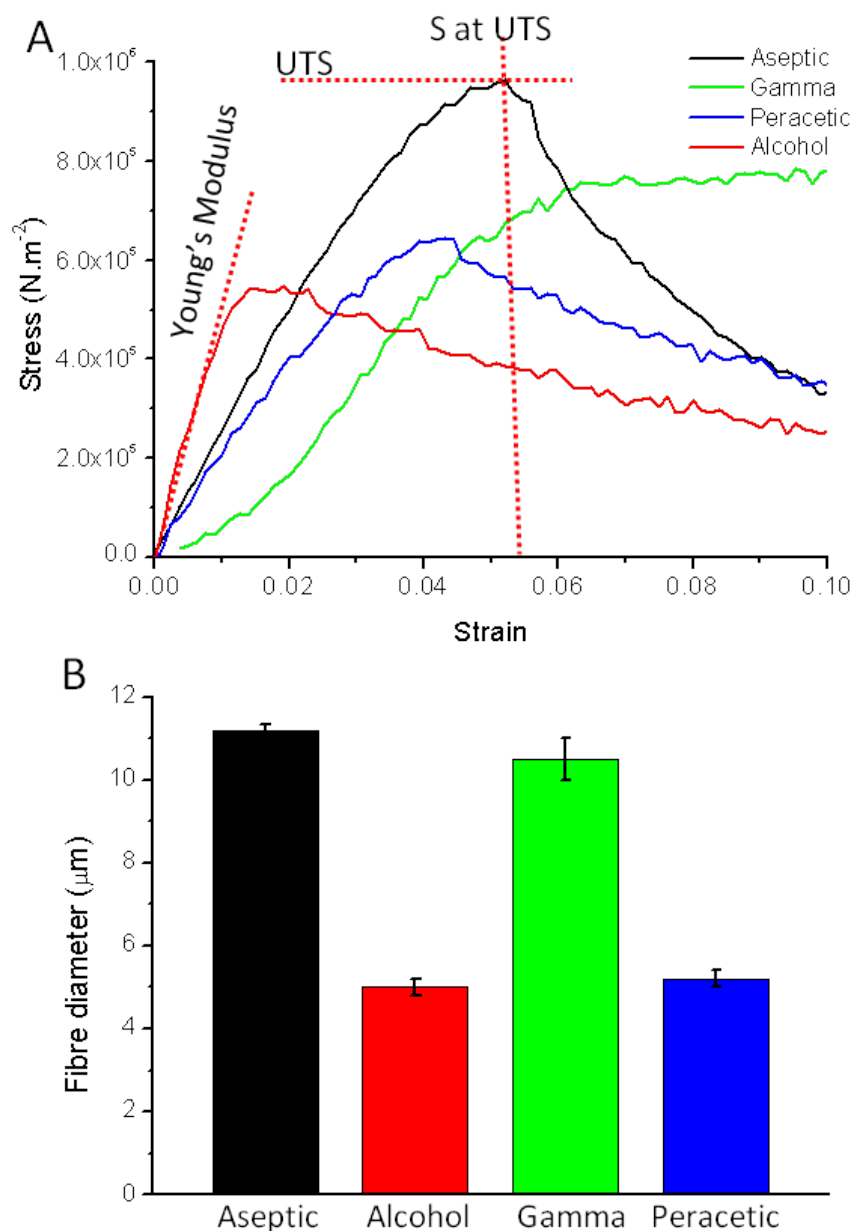 A
S at UTS
UTS
Young's Modulus
Aseptic
Gamma
Peracetic
Alcohol
Stress (N.m⁻²)
1.0x10⁶
8.0x10⁵
6.0x10⁵
4.0x10⁵
2.0x10⁵
0.0
0.00 0.02 0.04 0.06 0.08 0.10
Strain
B
Fibre diameter (μm)
12
10
8
6
4
2
0
Aseptic Alcohol Gamma Peracetic